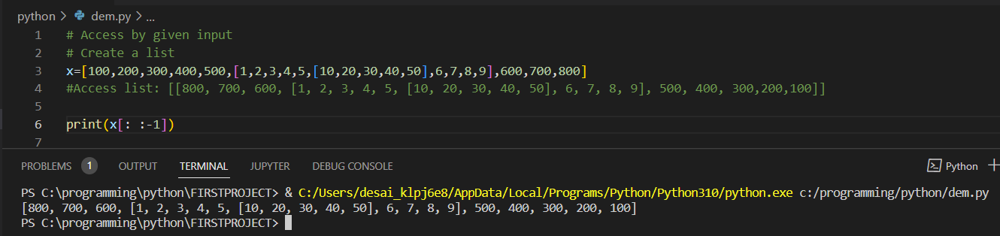 python > dem.py > ...
1 # Access by given input
2 # Create a list
3 x=[100,200,300,400,500,[1,2,3,4,5,[10,20,30,40,50],6,7,8,9],600,700,800]
4 #Access list: [[800, 700, 600, [1, 2, 3, 4, 5, [10, 20, 30, 40, 50], 6, 7, 8, 9], 500, 400, 300,200,100]]
5
6 print(x[: :-1])
7
PROBLEMS 1 OUTPUT TERMINAL JUPYTER DEBUG CONSOLE Python +
PS C:\programming\python\FIRSTPROJECT> & C:/Users/desai_klpj6e8/AppData/Local/Programs/Python/Python310/python.exe c:/programming/python/dem.py
[800, 700, 600, [1, 2, 3, 4, 5, [10, 20, 30, 40, 50], 6, 7, 8, 9], 500, 400, 300, 200, 100]
PS C:\programming\python\FIRSTPROJECT>